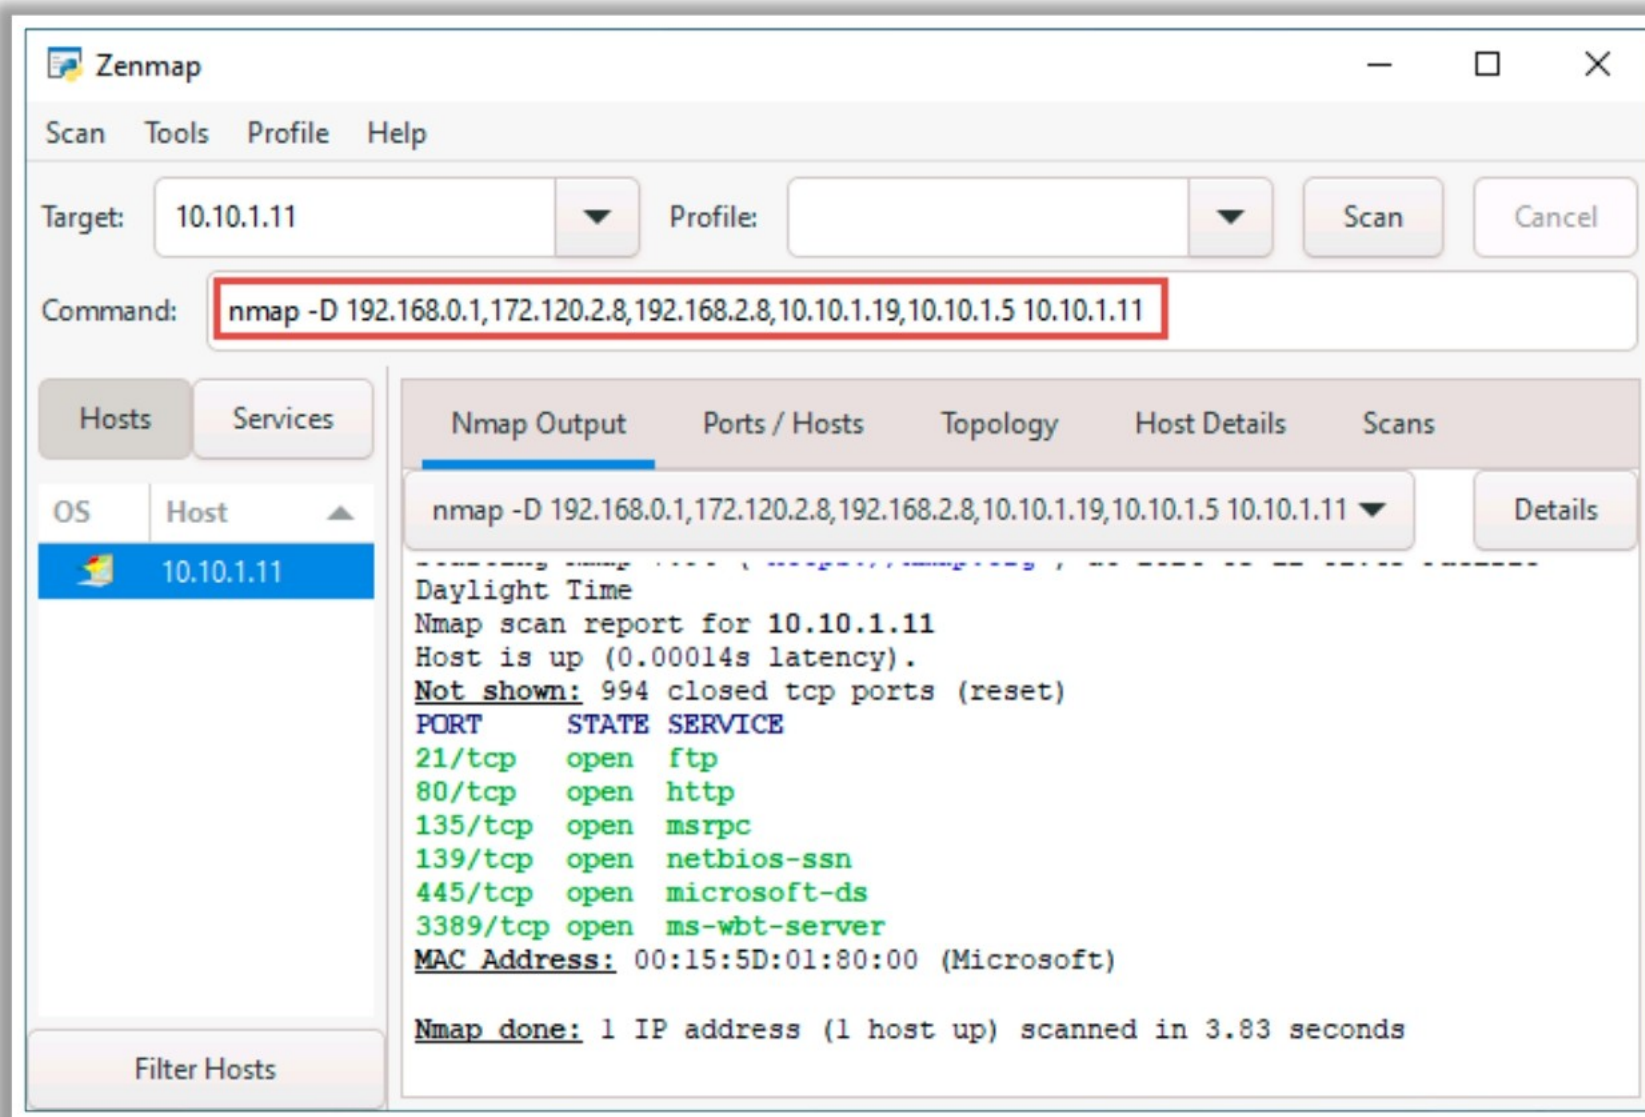 Zenmap
Scan Tools Profile Help
Target: 10.10.1.11 Profile: Scan Cancel
Command: nmap -D 192.168.0.1,172.120.2.8,192.168.2.8,10.10.1.19,10.10.1.5 10.10.1.11
Hosts Services
Nmap Output Ports / Hosts Topology Host Details Scans
OS Host
nmap -D 192.168.0.1,172.120.2.8,192.168.2.8,10.10.1.19,10.10.1.5 10.10.1.11 Details
10.10.1.11
Daylight Time
Nmap scan report for 10.10.1.11
Host is up (0.00014s latency).
Not shown: 994 closed tcp ports (reset)
PORT STATE SERVICE
21/tcp open ftp
80/tcp open http
135/tcp open msrpc
139/tcp open netbios-ssn
445/tcp open microsoft-ds
3389/tcp open ms-wbt-server
MAC Address: 00:15:5D:01:80:00 (Microsoft)
Nmap done: 1 IP address (1 host up) scanned in 3.83 seconds
Filter Hosts